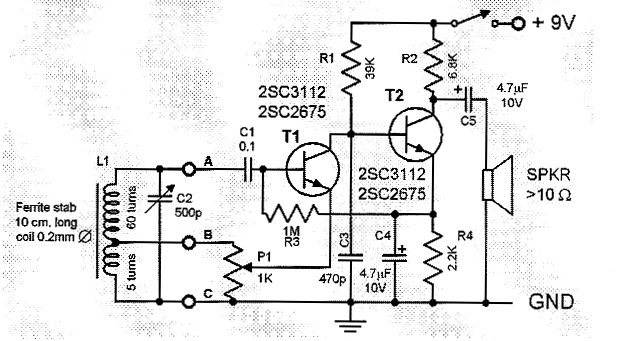 + 9V
R1
39K
R2
6.8K
4.7µF
10V
C5
2SC3112
2SC2675
T2
C1
0.1
T1
L1
A
C2
500p
60 turns
Ferrite stab
10 cm. long
coil 0.2mm Ø
2SC3112
2SC2675
SPKR
>10 Ω
1M
R3
B
5 turns
P1
1K
C3
470p
C4
4.7µF
10V
R4
2.2K
C
GND